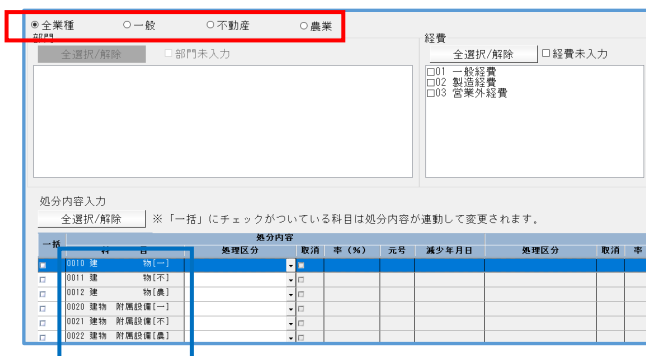 全業種 一般 不動産 農業
部門
全選択/解除 部門未入力
経費
全選択/解除 経費未入力
01 一般経費
02 製造経費
03 営業外経費
処分内容入力
全選択/解除 ※「一括」にチェックがついている科目は処分内容が連動して変更されます。
一括 処分内容
科 目 処理区分 取消 率(%) 元号 減少年月日 処理区分 取消 率
0010 建 物[一]
0011 建 物[不]
0012 建 物[農]
0020 建物 附属設備[一]
0021 建物 附属設備[不]
0022 建物 附属設備[農]